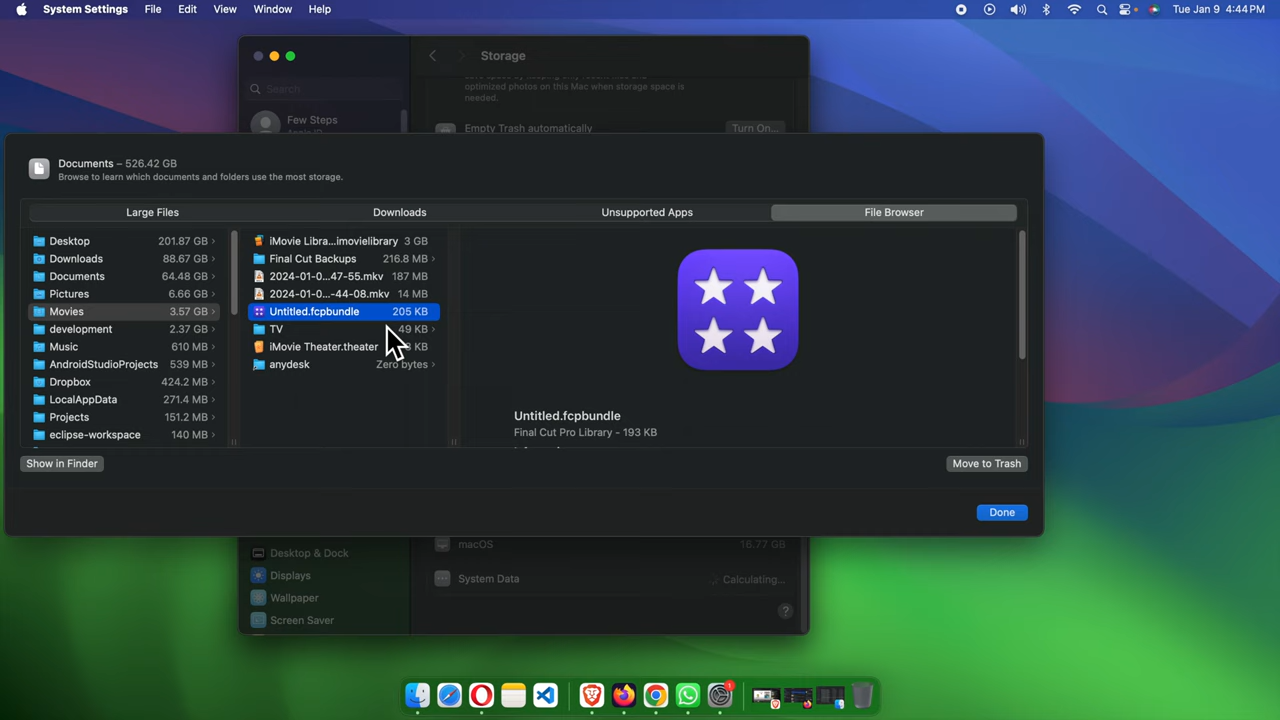 System Settings File Edit View Window Help Tue Jan 9 4:44 PM
Storage
Search
optimized photos on this Mac when storage space is
needed.
Few Steps
Empty Trash automatically Turn On...
Documents – 526.42 GB
Browse to learn which documents and folders use the most storage.
Large Files Downloads Unsupported Apps File Browser
Desktop 201.87 GB
Downloads 88.67 GB
Documents 64.48 GB
Pictures 6.66 GB
Movies 3.57 GB
development 2.37 GB
Music 610 MB
AndroidStudioProjects 539 MB
Dropbox 424.2 MB
LocalAppData 271.4 MB
Projects 151.2 MB
eclipse-workspace 140 MB
iMovie Libra...imovielibrary 3 GB
Final Cut Backups 216.8 MB
2024-01-0...47-55.mkv 187 MB
2024-01-0...-44-08.mkv 14 MB
Untitled.fcpbundle 205 KB
TV 49 KB
iMovie Theater.theater KB
anydesk Zero bytes
Untitled.fcpbundle
Final Cut Pro Library - 193 KB
Show in Finder Move to Trash
Done
Desktop & Dock
Displays
Wallpaper
Screen Saver
macOS 16.77 GB
System Data Calculating...
?
1